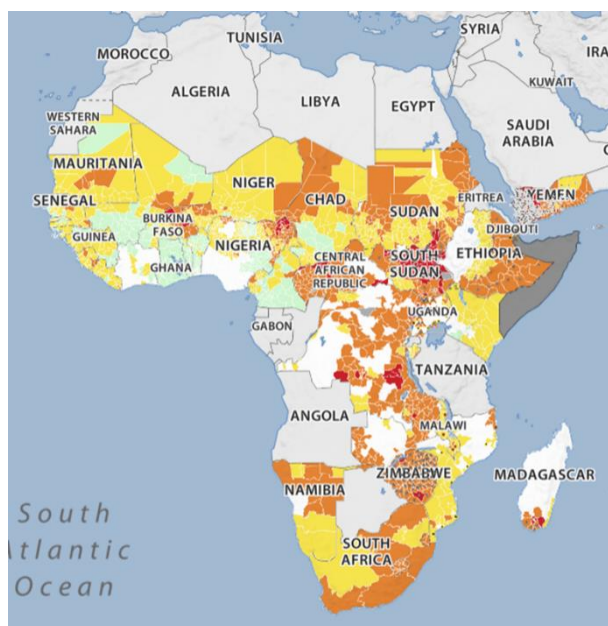 SYRIA
TUNISIA
MOROCCO
IRA
KUWAIT
ALGERIA
LIBYA
EGYPT
WESTERN
SAHARA
SAUDI
ARABIA
MAURITANIA
NIGER
CHAD
SENEGAL
SUDAN
ERITREA
YEMEN
BURKINA
FASO
DJIBOUTI
GUINEA
NIGERIA
ETHIOPIA
GHANA
CENTRAL
AFRICAN
REPUBLIC
SOUTH
SUDAN
UGANDA
GABON
TANZANIA
ANGOLA
MALAWI
ZIMBABWE
MADAGASCAR
NAMIBIA
South
Atlantic
Ocean
SOUTH
AFRICA